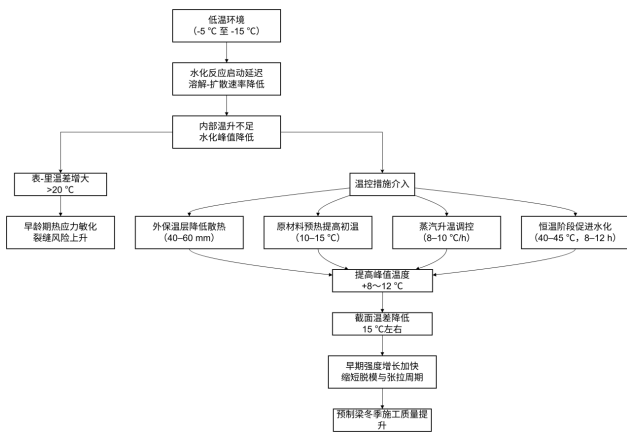 低温环境
（-5 ℃ 至 -15 ℃）
水化反应启动延迟
溶解-扩散速率降低
内部温升不足
水化峰值降低
表-里温差增大
>20 ℃
温控措施介入
早龄期热应力敏化
裂缝风险上升
外保温层降低散热
（40–60 mm）
原材料预热提高初温
（10–15 ℃）
蒸汽升温调控
（8–10 ℃/h）
恒温阶段促进水化
（40–45 ℃，8–12 h）
提高峰值温度
+8～12 ℃
截面温差降低
15 ℃左右
早期强度增长加快
缩短脱模与张拉周期
预制梁冬季施工质量提
升